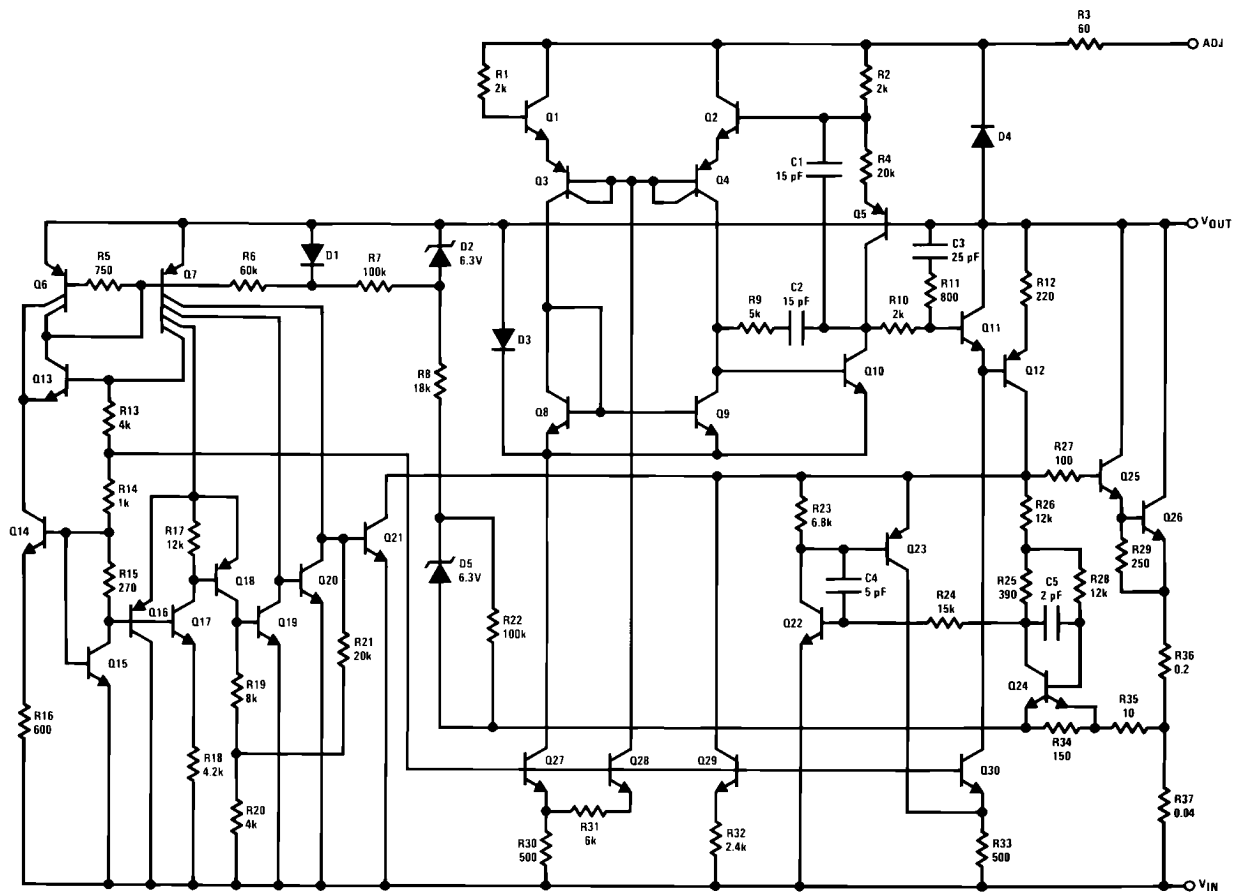 R3
60
ADJ
R1
2k
Q1
Q2
R2
2k
D4
C1
15 pF
R4
20k
Q3
Q4
Q5
VOUT
R5
750
Q7
R6
60k
D1
R7
100k
D2
6.3V
C3
25 pF
R12
220
Q6
R11
800
D3
R9
5k
C2
15 pF
R10
2k
Q11
Q12
Q13
R8
18k
Q8
Q9
Q10
R13
4k
R27
100
Q25
R14
1k
Q14
R17
12k
Q21
R23
6.8k
R26
12k
Q26
Q23
R29
250
R15
270
Q18
Q20
D5
6.3V
C4
5 pF
R25
390
C5
2 pF
R28
12k
Q16
Q17
Q19
R24
15k
R22
100k
Q22
Q15
R21
20k
R36
0.2
R19
8k
Q24
R35
10
R16
600
R34
150
R18
4.2k
Q27
Q28
Q29
Q30
R37
0.04
R20
4k
R31
6k
R30
500
R32
2.4k
R33
500
VIN